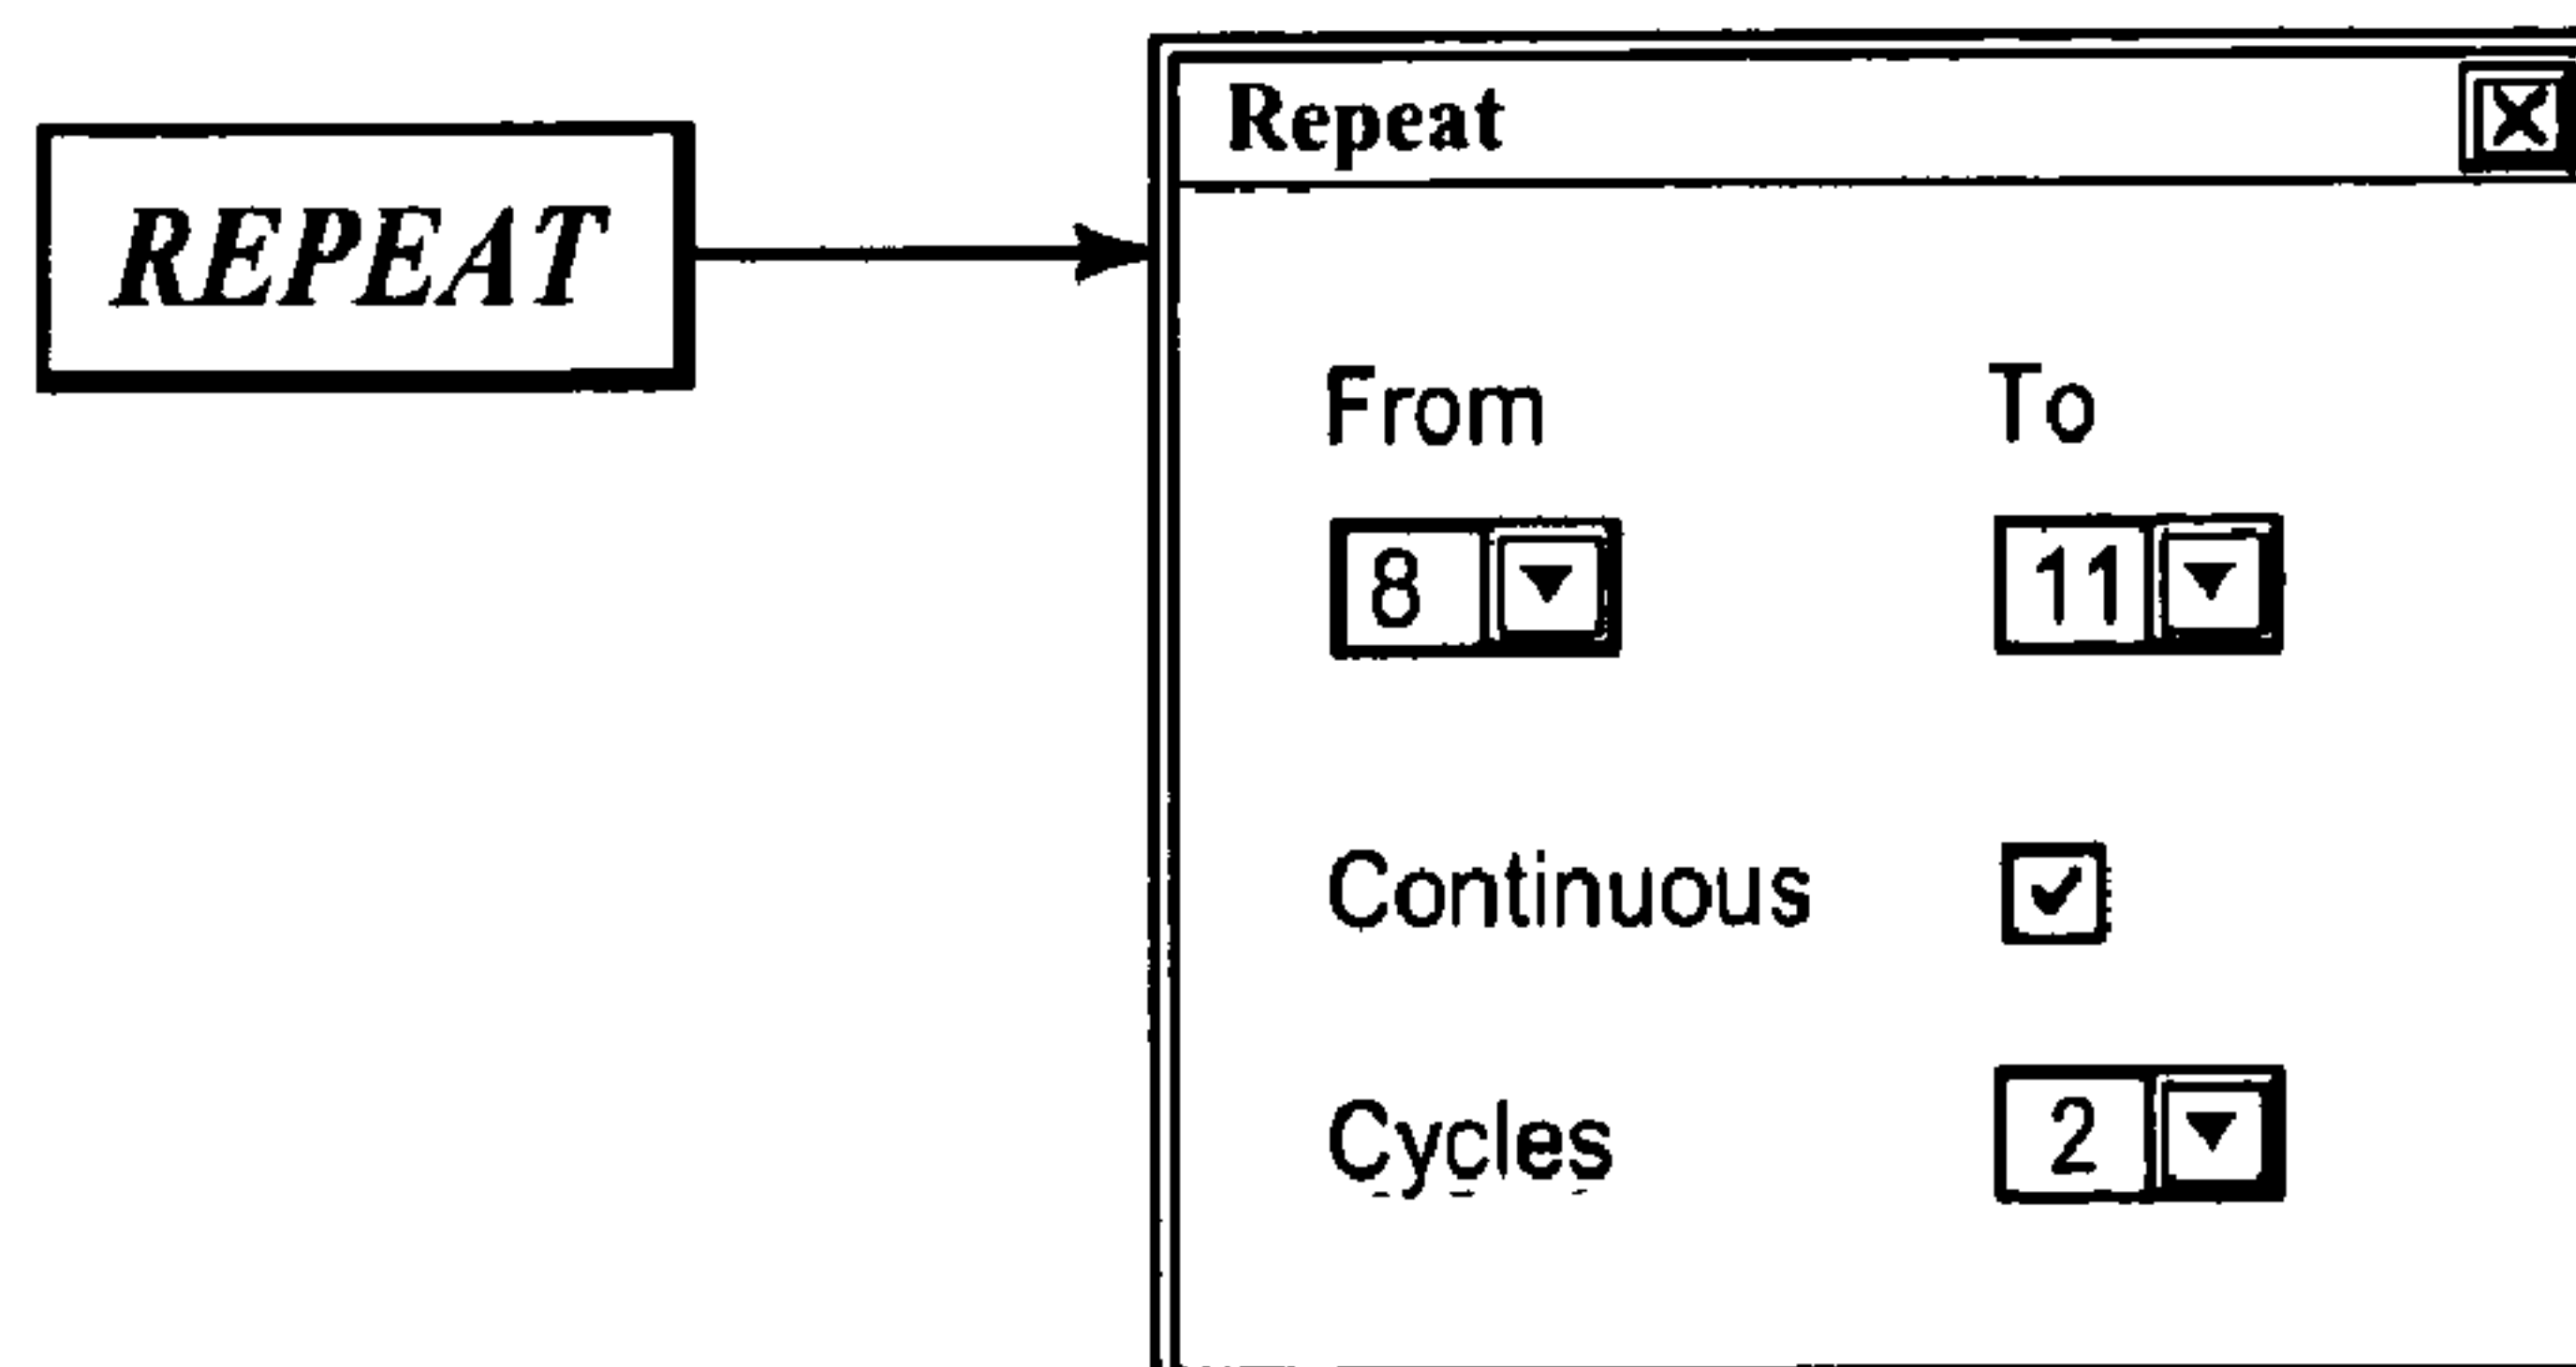 REPEAT
Repeat
From To
8 11
Continuous
Cycles 2